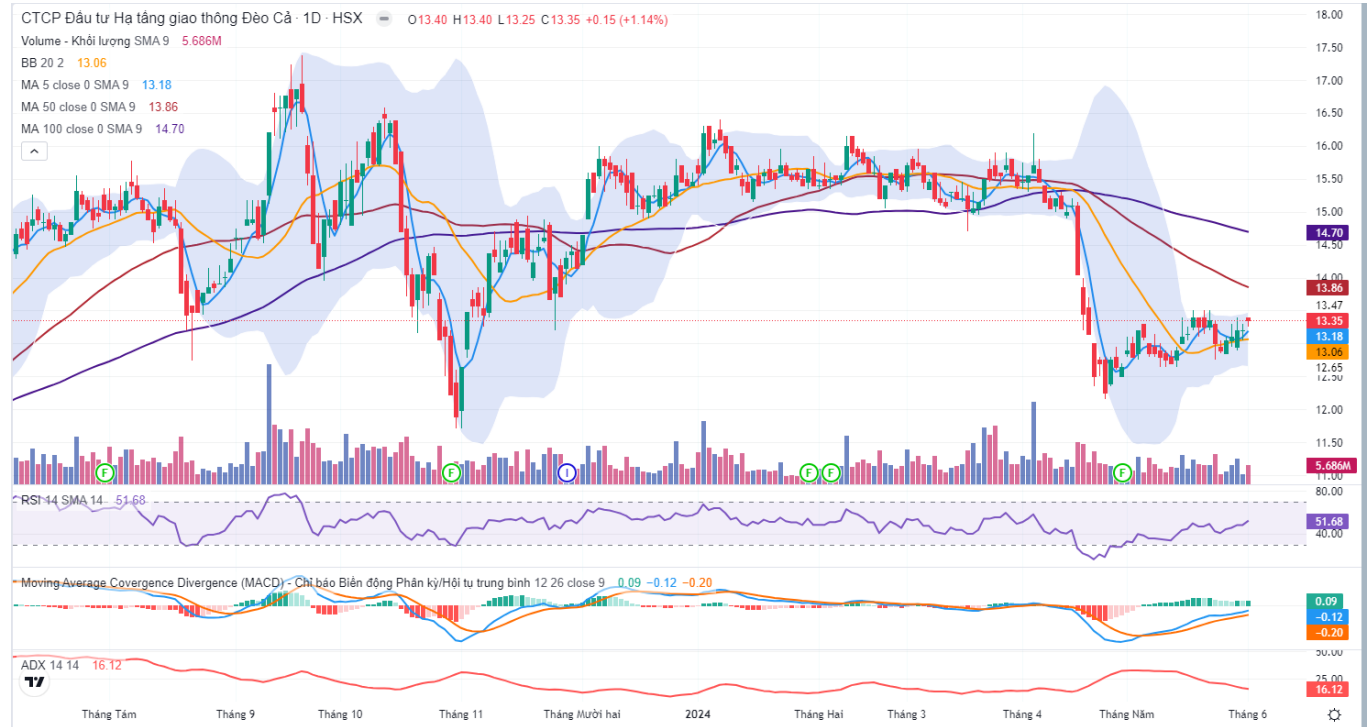 CTCP Đầu tư Hạ tầng giao thông Đèo Cả · 1D · HSX O13.40 H13.40 L13.25 C13.35 +0.15 (+1.14%)
Volume - Khối lượng SMA 9 5.686M
BB 20 2 13.06
MA 5 close 0 SMA 9 13.18
MA 50 close 0 SMA 9 13.86
MA 100 close 0 SMA 9 14.70
18.00
17.50
17.00
16.50
16.00
15.50
15.00
14.70
14.50
14.00
13.86
13.47
13.35
13.18
13.06
12.65
12.50
12.00
11.50
5.686M
11.00
F F I F F F
RSI 14 SMA 14 51.68
80.00
51.68
40.00
Moving Average Covergence Divergence (MACD) - Chỉ báo Biến động Phân kỳ/Hội tụ trung bình 12 26 close 9 0.09 −0.12 −0.20
0.09
−0.12
−0.20
ADX 14 14 16.12
50.00
25.00
16.12
Tháng Tám Tháng 9 Tháng 10 Tháng 11 Tháng Mười hai 2024 Tháng Hai Tháng 3 Tháng 4 Tháng Năm Tháng 6